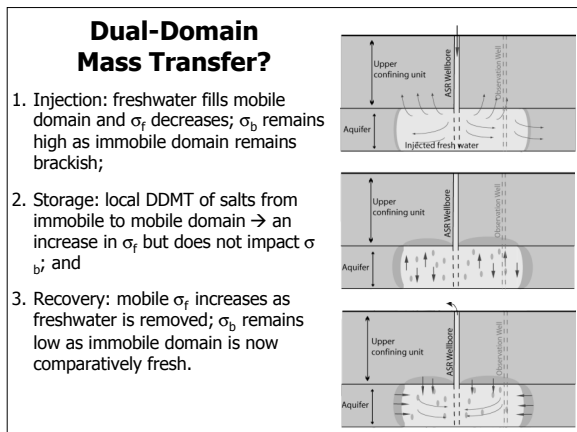 Dual-Domain
Mass Transfer?
1. Injection: freshwater fills mobile
domain and σf decreases; σb remains
high as immobile domain remains
brackish;
2. Storage: local DDMT of salts from
immobile to mobile domain → an
increase in σf but does not impact σ
b; and
3. Recovery: mobile σf increases as
freshwater is removed; σb remains
low as immobile domain is now
comparatively fresh.
Upper
confining unit
ASR Wellbore
Observation Well
Aquifer
Injected fresh water
Upper
confining unit
ASR Wellbore
Observation Well
Aquifer
Upper
confining unit
ASR Wellbore
Observation Well
Aquifer